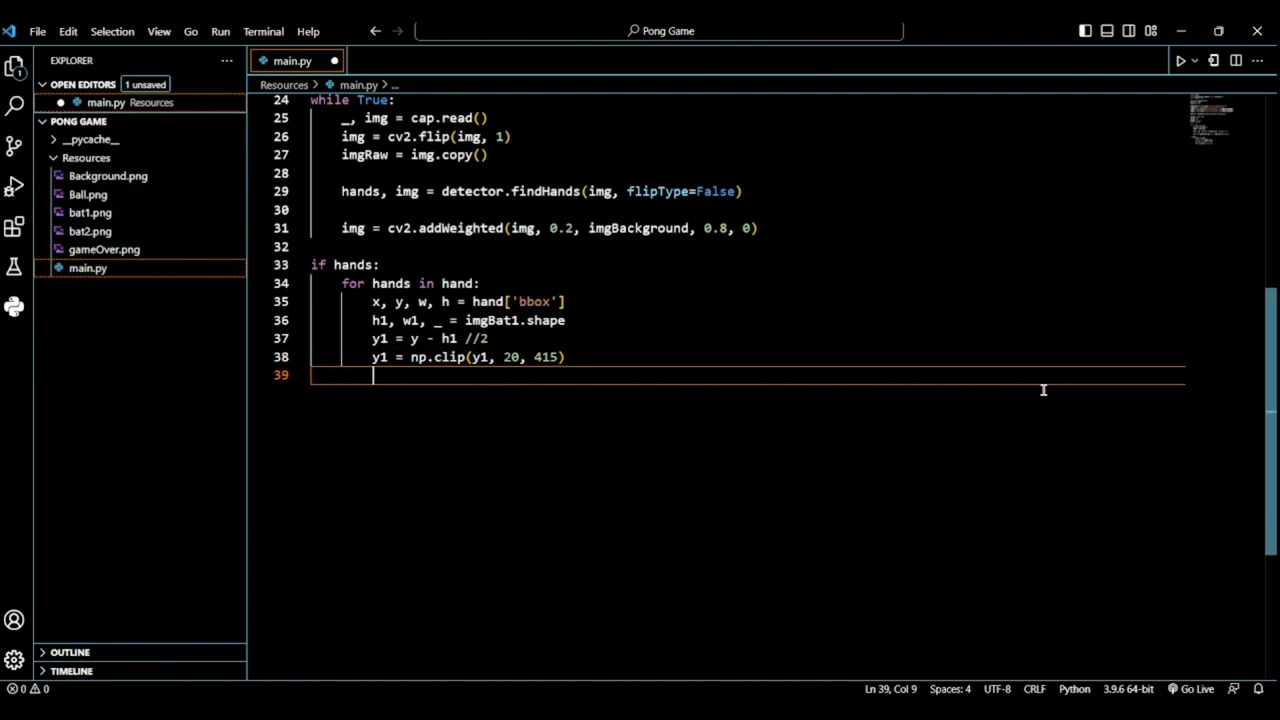 File Edit Selection View Go Run Terminal Help
Pong Game
EXPLORER
OPEN EDITORS 1 unsaved
main.py Resources
PONG GAME
__pycache__
Resources
Background.png
Ball.png
bat1.png
bat2.png
gameOver.png
main.py
OUTLINE
TIMELINE
1
main.py
Resources > main.py > ...
24 while True:
25 _, img = cap.read()
26 img = cv2.flip(img, 1)
27 imgRaw = img.copy()
28
29 hands, img = detector.findHands(img, flipType=False)
30
31 img = cv2.addWeighted(img, 0.2, imgBackground, 0.8, 0)
32
33 if hands:
34 for hands in hand:
35 x, y, w, h = hand['bbox']
36 h1, w1, _ = imgBat1.shape
37 y1 = y - h1 //2
38 y1 = np.clip(y1, 20, 415)
39
0 0 Ln 39, Col 9 Spaces: 4 UTF-8 CRLF Python 3.9.6 64-bit Go Live